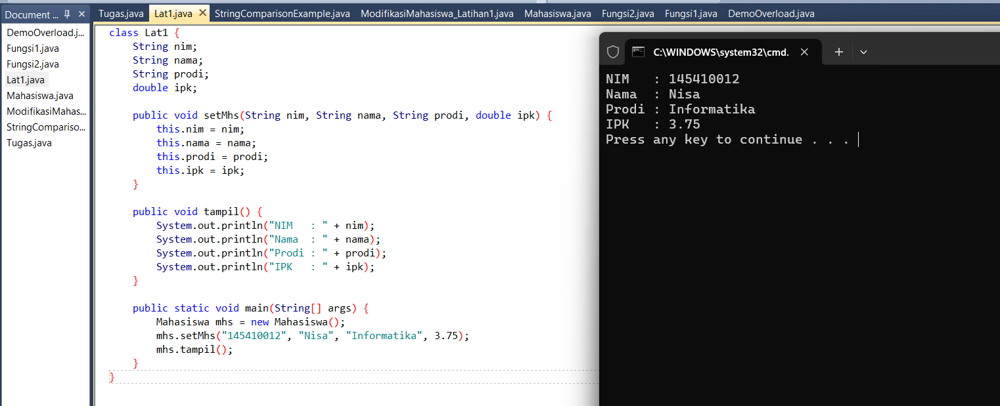 Document ...
Tugas.java Lat1.java StringComparisonExample.java ModifikasiMahasiswa_Latihan1.java Mahasiswa.java Fungsi2.java Fungsi1.java DemoOverload.java
DemoOverload.j...
Fungsi1.java
Fungsi2.java
Lat1.java
Mahasiswa.java
ModifikasiMahas...
StringCompariso...
Tugas.java
class Lat1 {
    String nim;
    String nama;
    String prodi;
    double ipk;
    public void setMhs(String nim, String nama, String prodi, double ipk) {
        this.nim = nim;
        this.nama = nama;
        this.prodi = prodi;
        this.ipk = ipk;
    }
    public void tampil() {
        System.out.println("NIM   : " + nim);
        System.out.println("Nama  : " + nama);
        System.out.println("Prodi : " + prodi);
        System.out.println("IPK   : " + ipk);
    }
    public static void main(String[] args) {
        Mahasiswa mhs = new Mahasiswa();
        mhs.setMhs("145410012", "Nisa", "Informatika", 3.75);
        mhs.tampil();
    }
}
C:\WINDOWS\system32\cmd.
NIM   : 145410012
Nama  : Nisa
Prodi : Informatika
IPK   : 3.75
Press any key to continue . . .